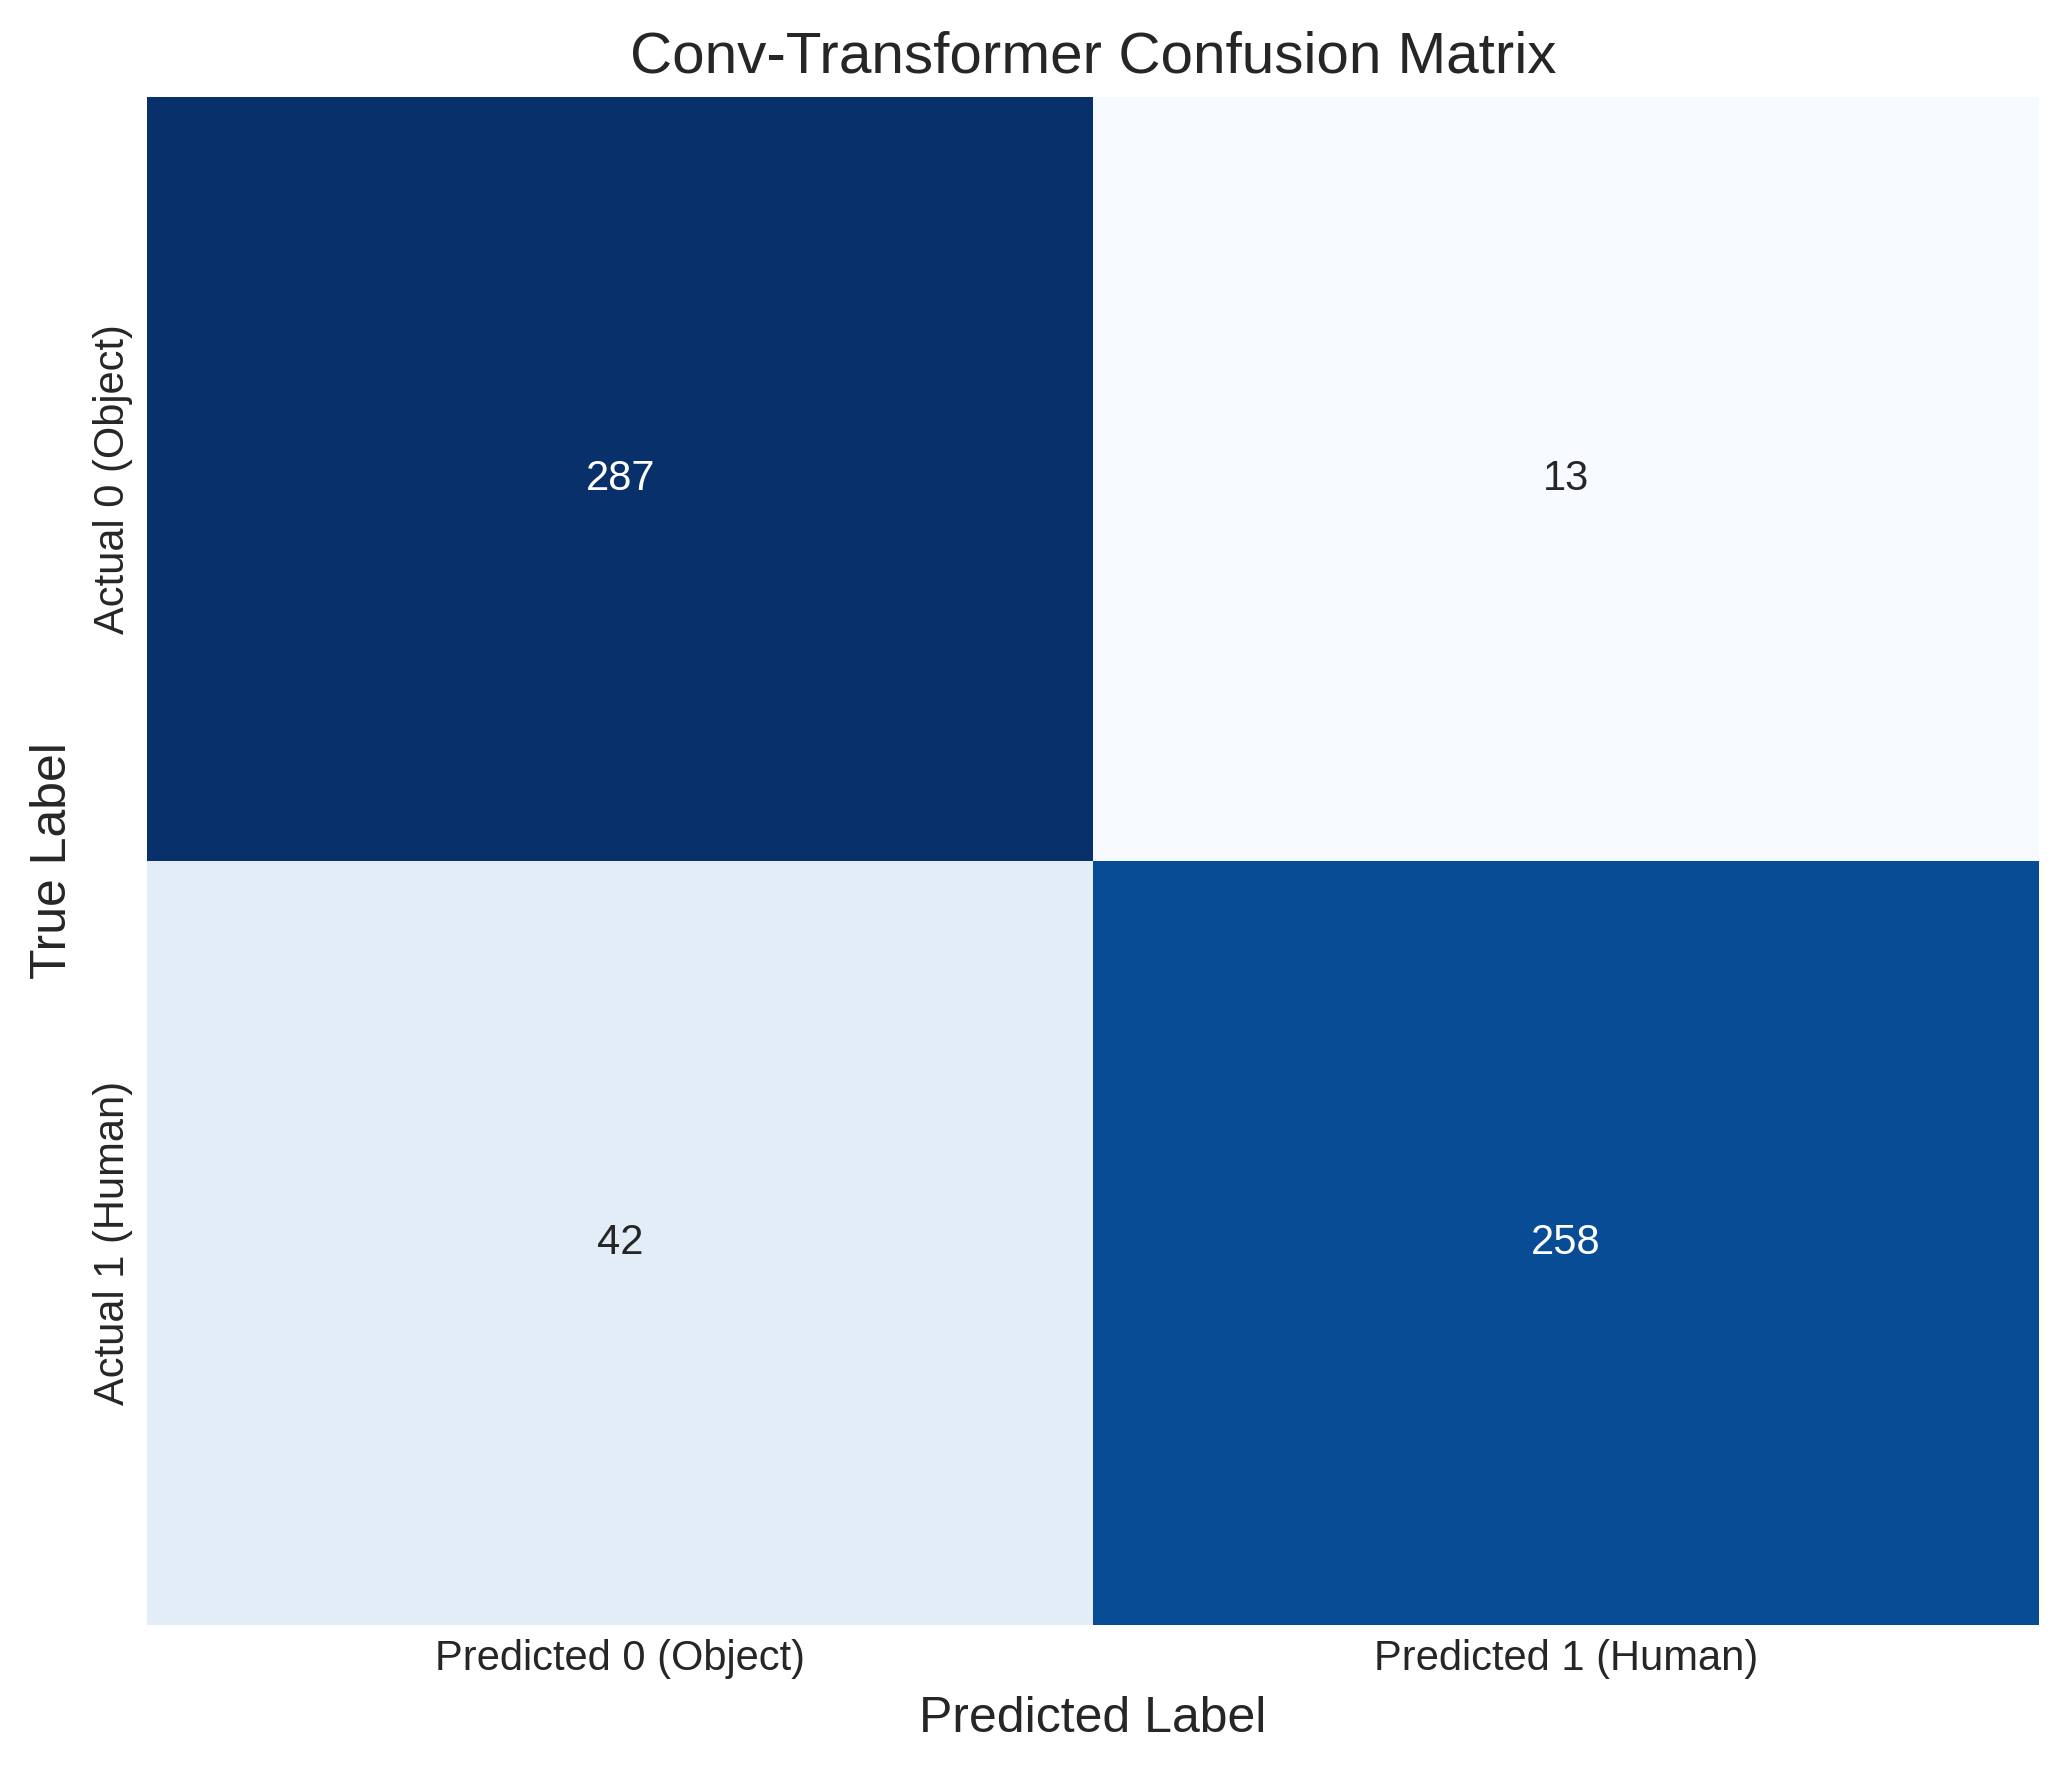 Conv-Transformer Confusion Matrix
True Label
Actual 0 (Object)
287
13
Actual 1 (Human)
42
258
Predicted 0 (Object)
Predicted 1 (Human)
Predicted Label